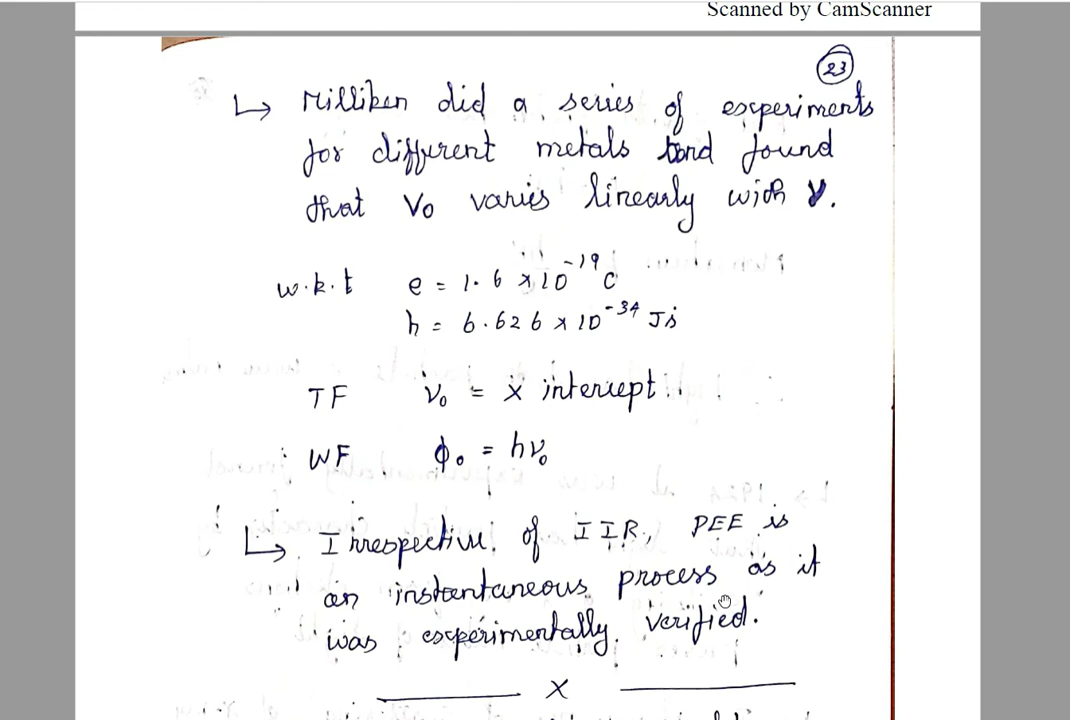 Scanned by CamScanner
23
↳ Milliken did a series of experiments
for different metals and found
that V₀ varies linearly with ν.
w.k.t e = 1.6 x 10⁻¹⁹ C
h = 6.626 x 10⁻³⁴ Js
TF ν₀ = x intercept
WF ϕ₀ = hν₀
↳ Irrespective of I I R, PEE is
an instantaneous process as it
was experimentally verified.
x